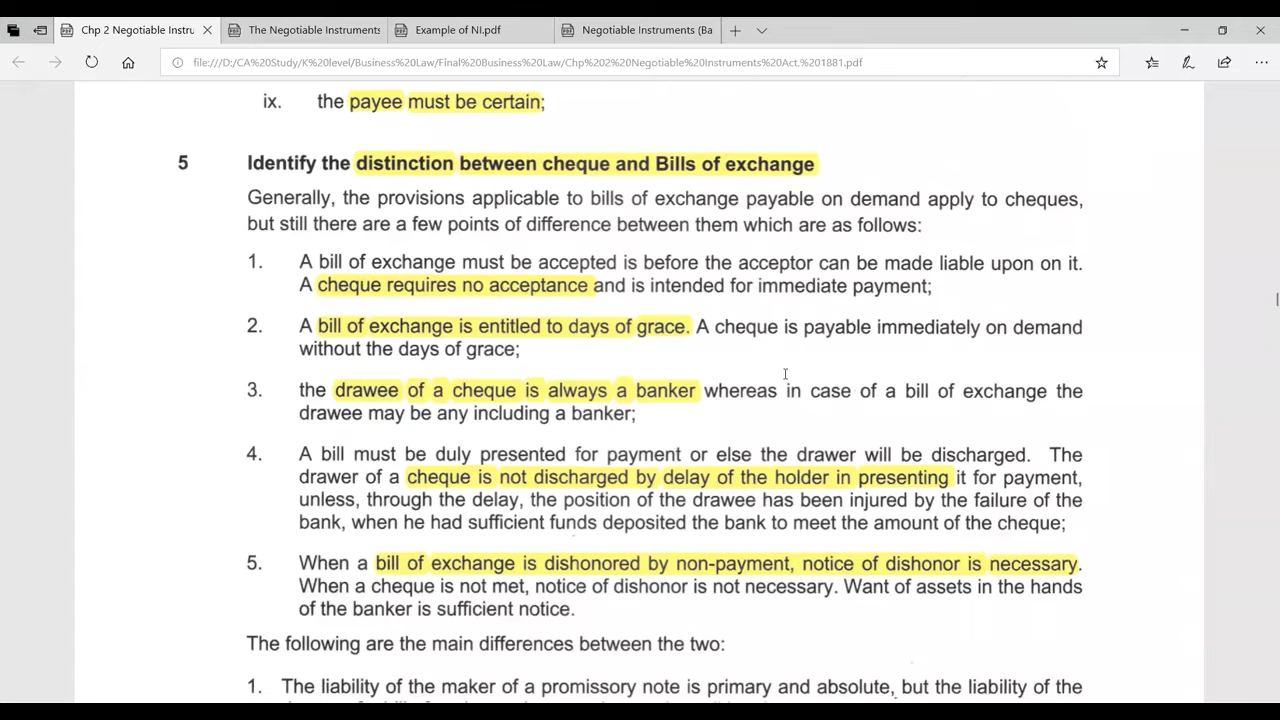 Chp 2 Negotiable Instru
The Negotiable Instruments
Example of NI.pdf
Negotiable Instruments (Ba
file:///D:/CA%20Study/K%20level/Business%20Law/Final%20Business%20Law/Chp%202%20Negotiable%20Instruments%20Act.%201881.pdf
ix. the payee must be certain;
5 Identify the distinction between cheque and Bills of exchange
Generally, the provisions applicable to bills of exchange payable on demand apply to cheques,
but still there are a few points of difference between them which are as follows:
1. A bill of exchange must be accepted is before the acceptor can be made liable upon on it.
A cheque requires no acceptance and is intended for immediate payment;
2. A bill of exchange is entitled to days of grace. A cheque is payable immediately on demand
without the days of grace;
3. the drawee of a cheque is always a banker whereas in case of a bill of exchange the
drawee may be any including a banker;
4. A bill must be duly presented for payment or else the drawer will be discharged. The
drawer of a cheque is not discharged by delay of the holder in presenting it for payment,
unless, through the delay, the position of the drawee has been injured by the failure of the
bank, when he had sufficient funds deposited the bank to meet the amount of the cheque;
5. When a bill of exchange is dishonored by non-payment, notice of dishonor is necessary.
When a cheque is not met, notice of dishonor is not necessary. Want of assets in the hands
of the banker is sufficient notice.
The following are the main differences between the two:
1. The liability of the maker of a promissory note is primary and absolute, but the liability of the